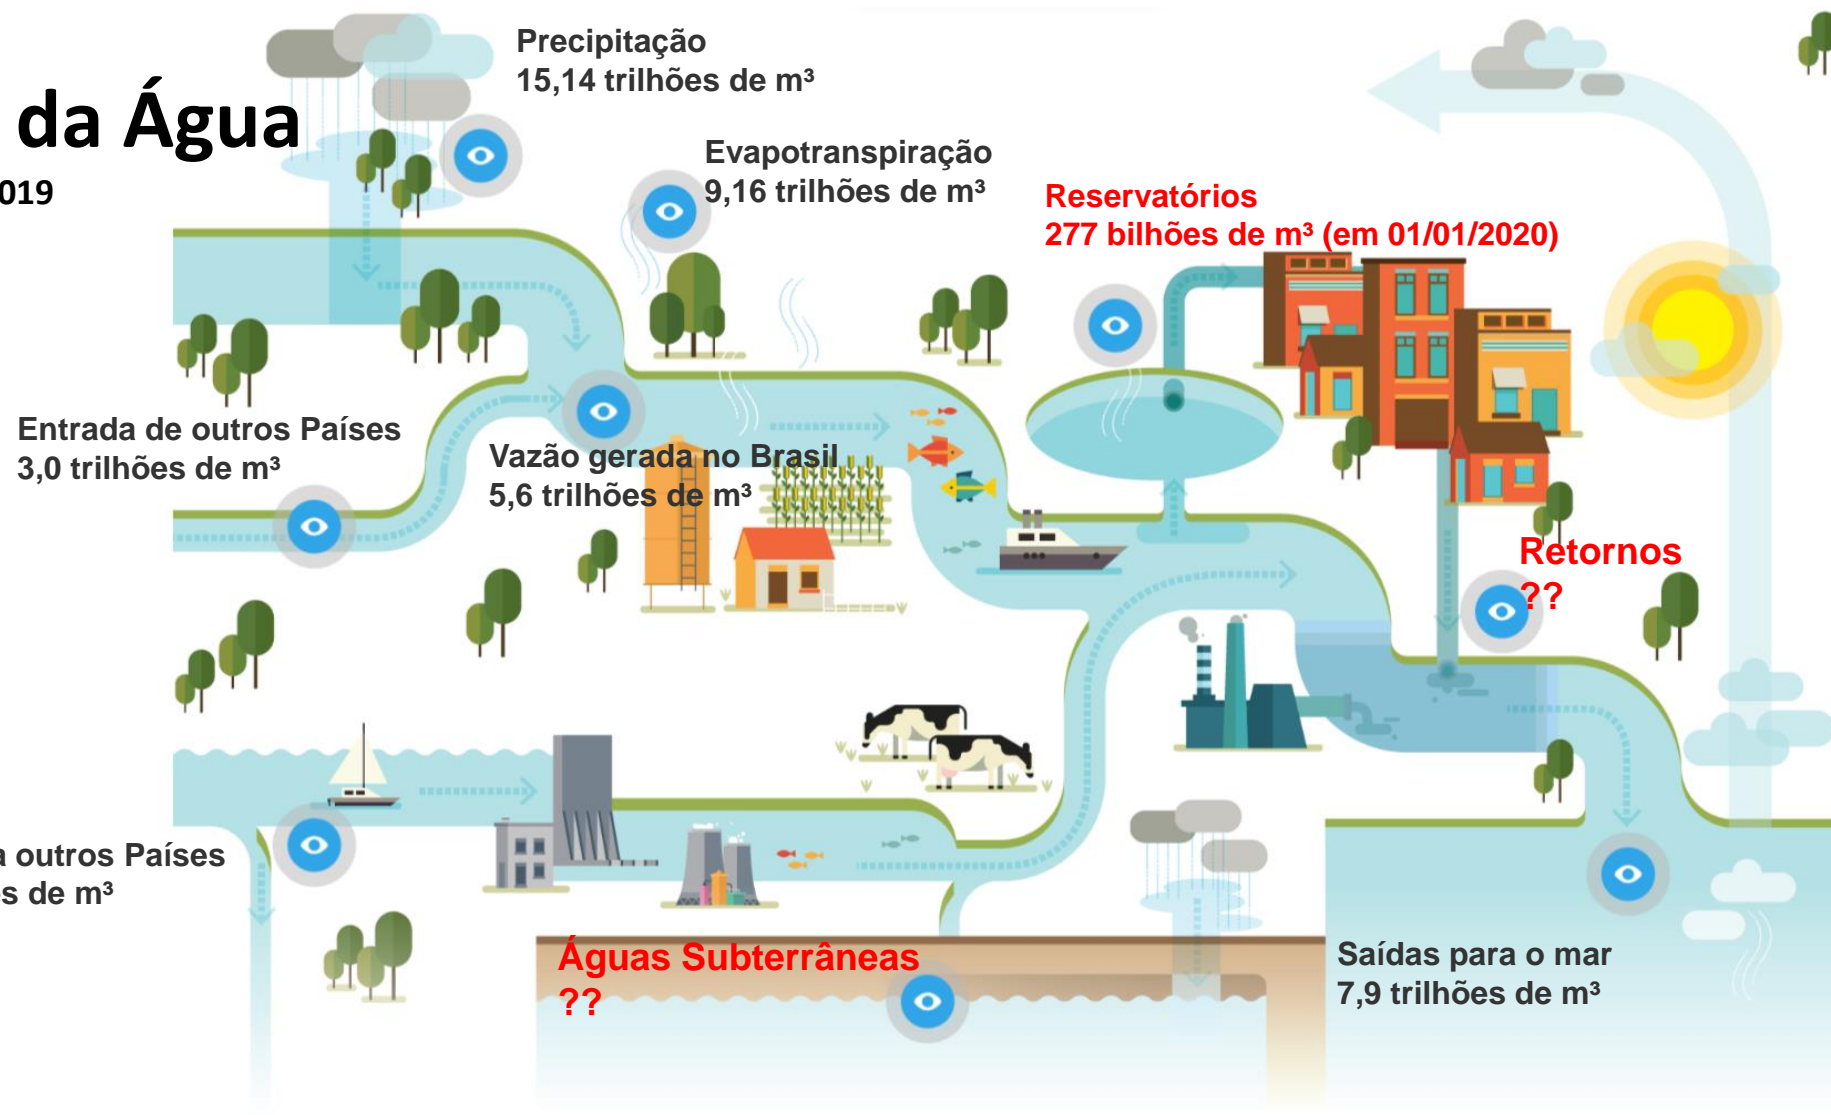 da Água
019
Precipitação
15,14 trilhões de m³
Evapotranspiração
9,16 trilhões de m³
Reservatórios
277 bilhões de m³ (em 01/01/2020)
Entrada de outros Países
3,0 trilhões de m³
Vazão gerada no Brasil
5,6 trilhões de m³
Retornos
??
a outros Países
s de m³
Águas Subterrâneas
??
Saídas para o mar
7,9 trilhões de m³